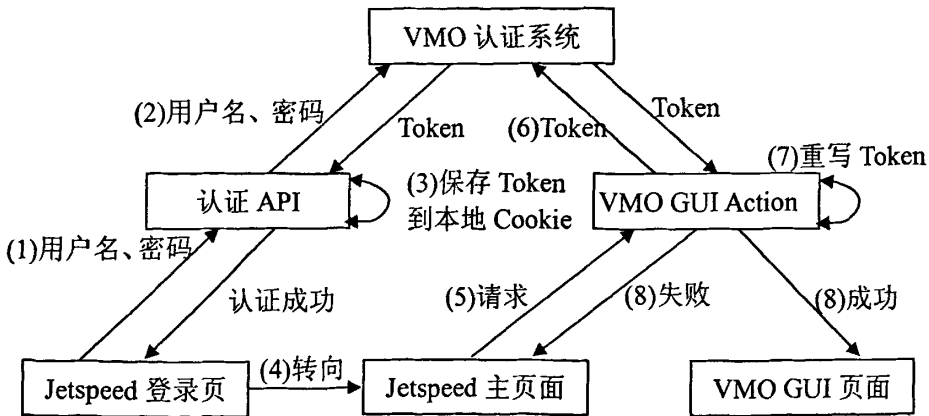 VMO 认证系统
(2)用户名、密码
Token
(6)Token
Token
(7)重写 Token
认证 API
(3)保存 Token
到本地 Cookie
VMO GUI Action
(1)用户名、密码
认证成功
(5)请求
(8)失败
(8)成功
Jetspeed 登录页
(4)转向
Jetspeed 主页面
VMO GUI 页面